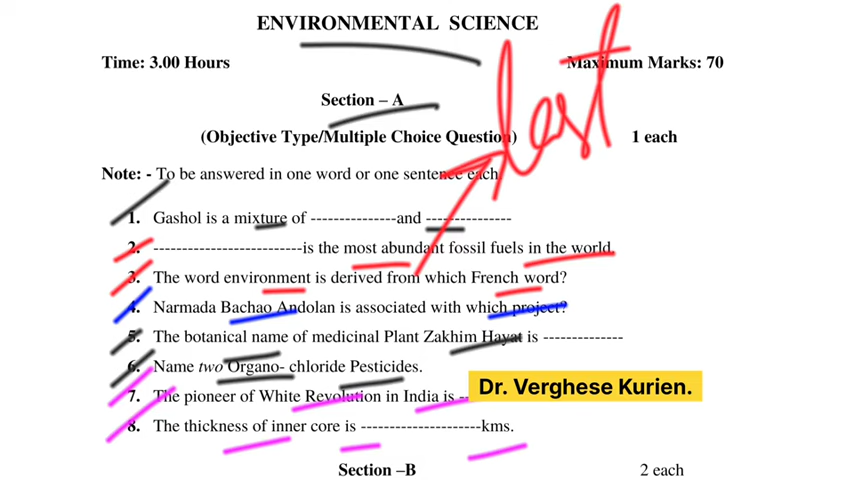 ENVIRONMENTAL SCIENCE
Time: 3.00 Hours Maximum Marks: 70
Section – A
(Objective Type/Multiple Choice Question) 1 each
Note: - To be answered in one word or one sentence each
1. Gashol is a mixture of ---------------and ---------------
2. --------------------------is the most abundant fossil fuels in the world.
3. The word environment is derived from which French word?
4. Narmada Bachao Andolan is associated with which project?
5. The botanical name of medicinal Plant Zakhim Hayat is --------------
6. Name two Organo- chloride Pesticides.
7. The pioneer of White Revolution in India is --
Dr. Verghese Kurien.
8. The thickness of inner core is ---------------------kms.
Section –B 2 each